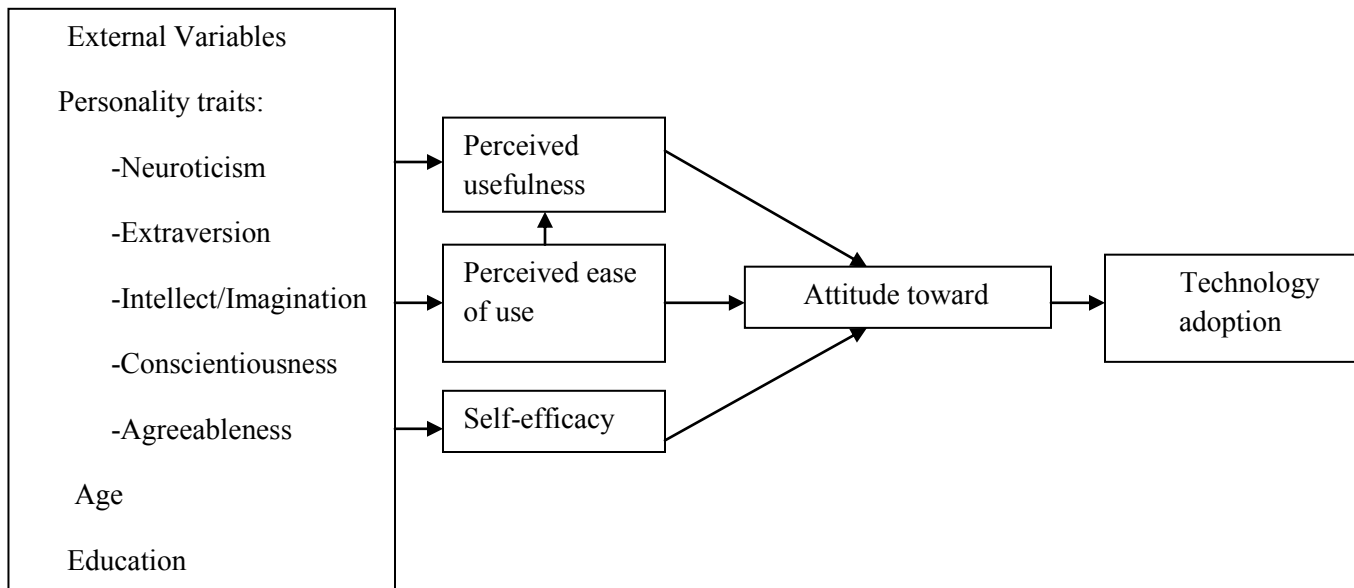 External Variables
Personality traits:
-Neuroticism
-Extraversion
-Intellect/Imagination
-Conscientiousness
-Agreeableness
Age
Education
Perceived
usefulness
Perceived ease
of use
Self-efficacy
Attitude toward
Technology
adoption